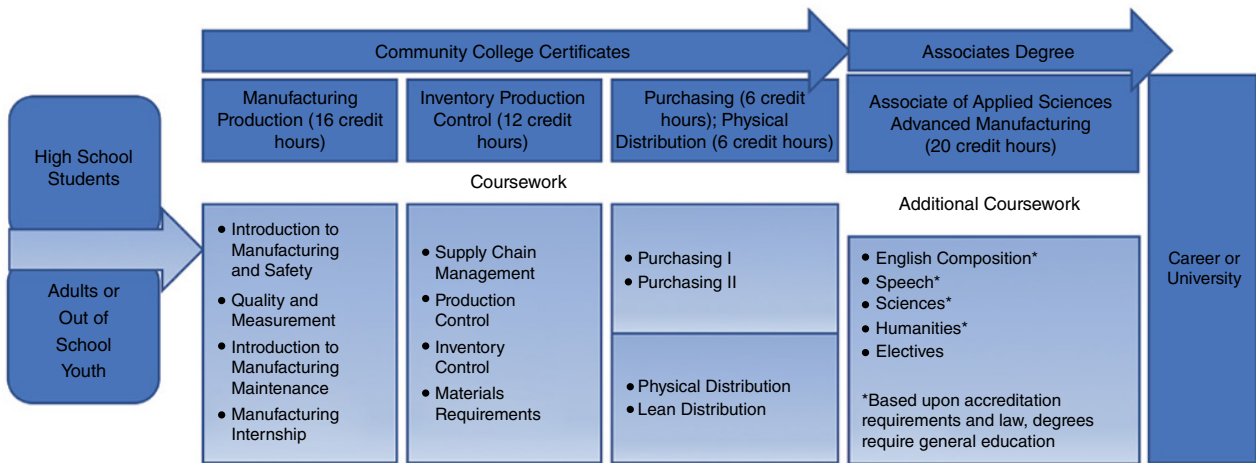 Community College Certificates
Associates Degree
High School
Students
Adults or
Out of
School
Youth
Manufacturing
Production (16 credit
hours)
Inventory Production
Control (12 credit
hours)
Purchasing (6 credit
hours); Physical
Distribution (6 credit hours)
Associate of Applied Sciences
Advanced Manufacturing
(20 credit hours)
Coursework
Additional Coursework
• Introduction to
Manufacturing
and Safety
• Quality and
Measurement
• Introduction to
Manufacturing
Maintenance
• Manufacturing
Internship
• Supply Chain
Management
• Production
Control
• Inventory
Control
• Materials
Requirements
• Purchasing I
• Purchasing II
• Physical Distribution
• Lean Distribution
• English Composition*
• Speech*
• Sciences*
• Humanities*
• Electives
*Based upon accreditation
requirements and law, degrees
require general education
Career or
University